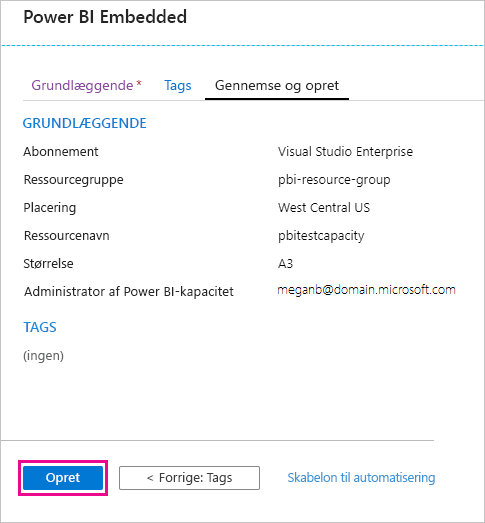 Power BI Embedded
Grundlæggende * Tags Gennemse og opret
GRUNDLÆGGENDE
Abonnement Visual Studio Enterprise
Ressourcegruppe pbi-resource-group
Placering West Central US
Ressourcenavn pbitestcapacity
Størrelse A3
Administrator af Power BI-kapacitet meganb@domain.microsoft.com
TAGS
(ingen)
Opret < Forrige: Tags Skabelon til automatisering